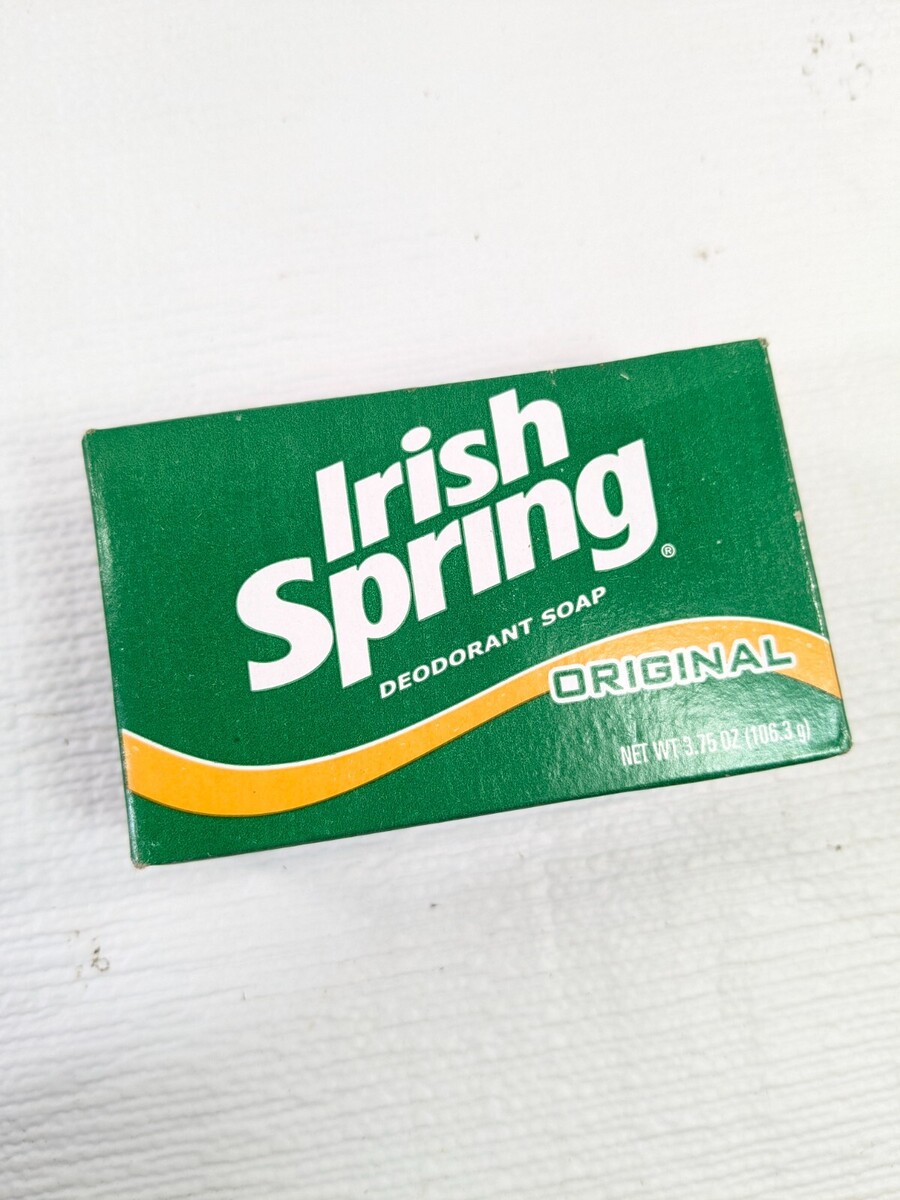 Irish
Spring®
DEODORANT SOAP
ORIGINAL
NET WT 3.75 OZ (106.3 g)